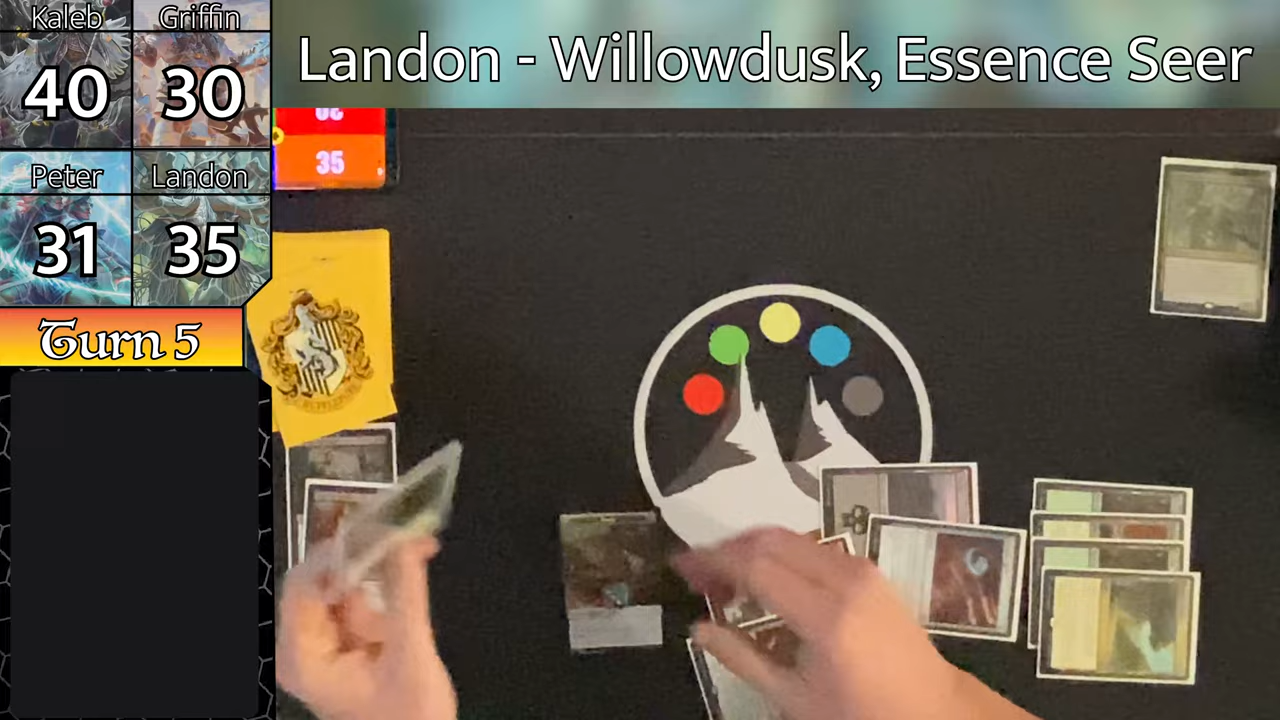 Kaleb
Griffin
Landon - Willowdusk, Essence Seer
40
30
35
Peter
Landon
31
35
Turn 5